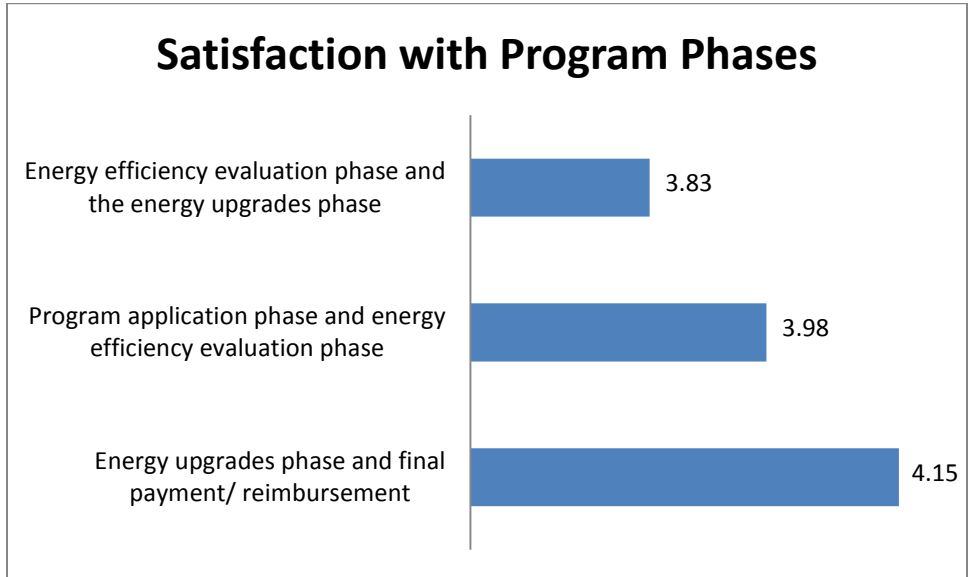 Satisfaction with Program Phases
Energy efficiency evaluation phase and
the energy upgrades phase
3.83
Program application phase and energy
efficiency evaluation phase
3.98
Energy upgrades phase and final
payment/ reimbursement
4.15